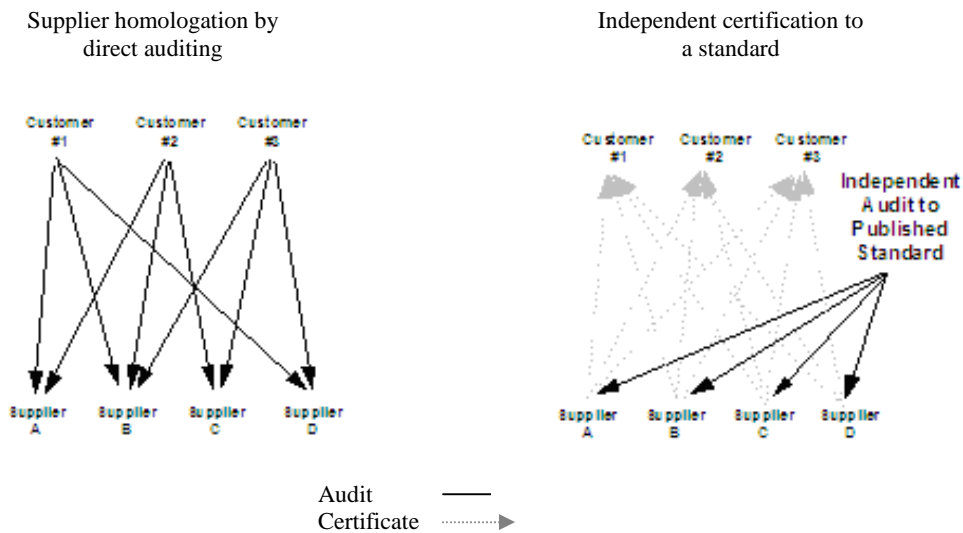 Supplier homologation by
direct auditing
Independent certification to
a standard
Customer
#1
Customer
#2
Customer
#3
Supplier
A
Supplier
B
Supplier
C
Supplier
D
Customer
#1
Customer
#2
Customer
#3
Independent
Audit to
Published
Standard
Supplier
A
Supplier
B
Supplier
C
Supplier
D
Audit
Certificate